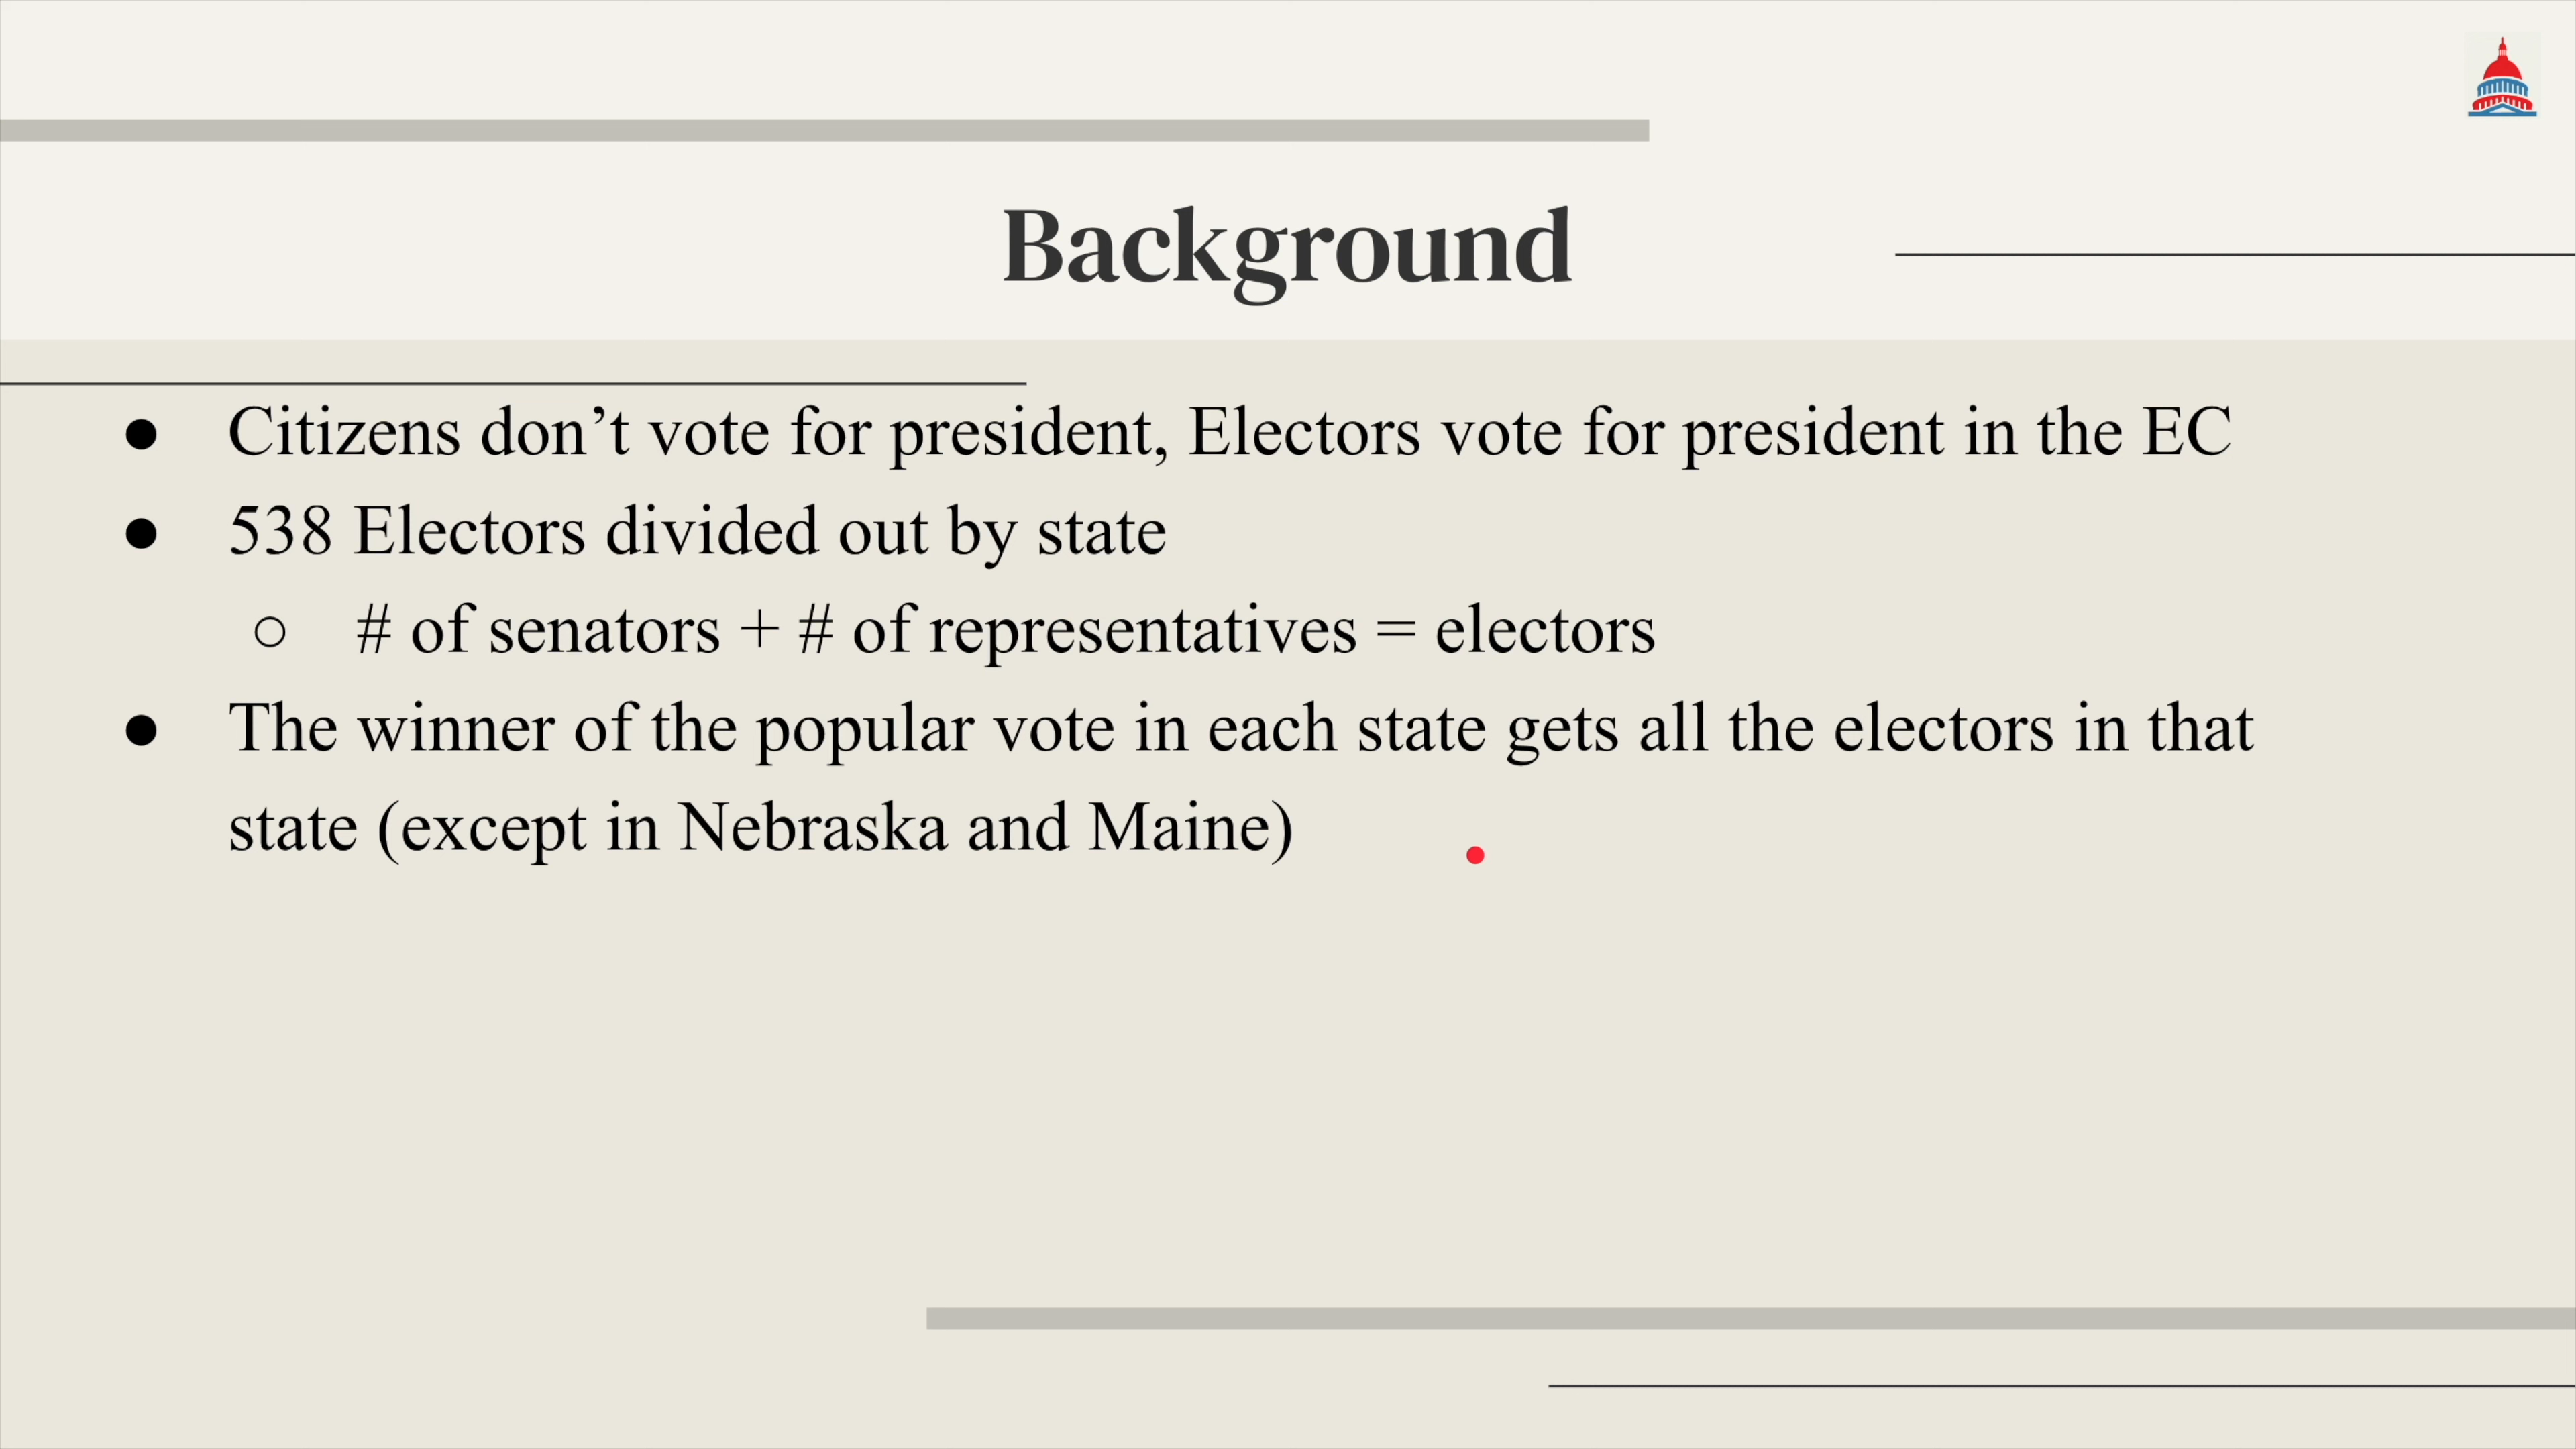 Background
● Citizens don’t vote for president, Electors vote for president in the EC
● 538 Electors divided out by state
○ # of senators + # of representatives = electors
● The winner of the popular vote in each state gets all the electors in that
state (except in Nebraska and Maine)